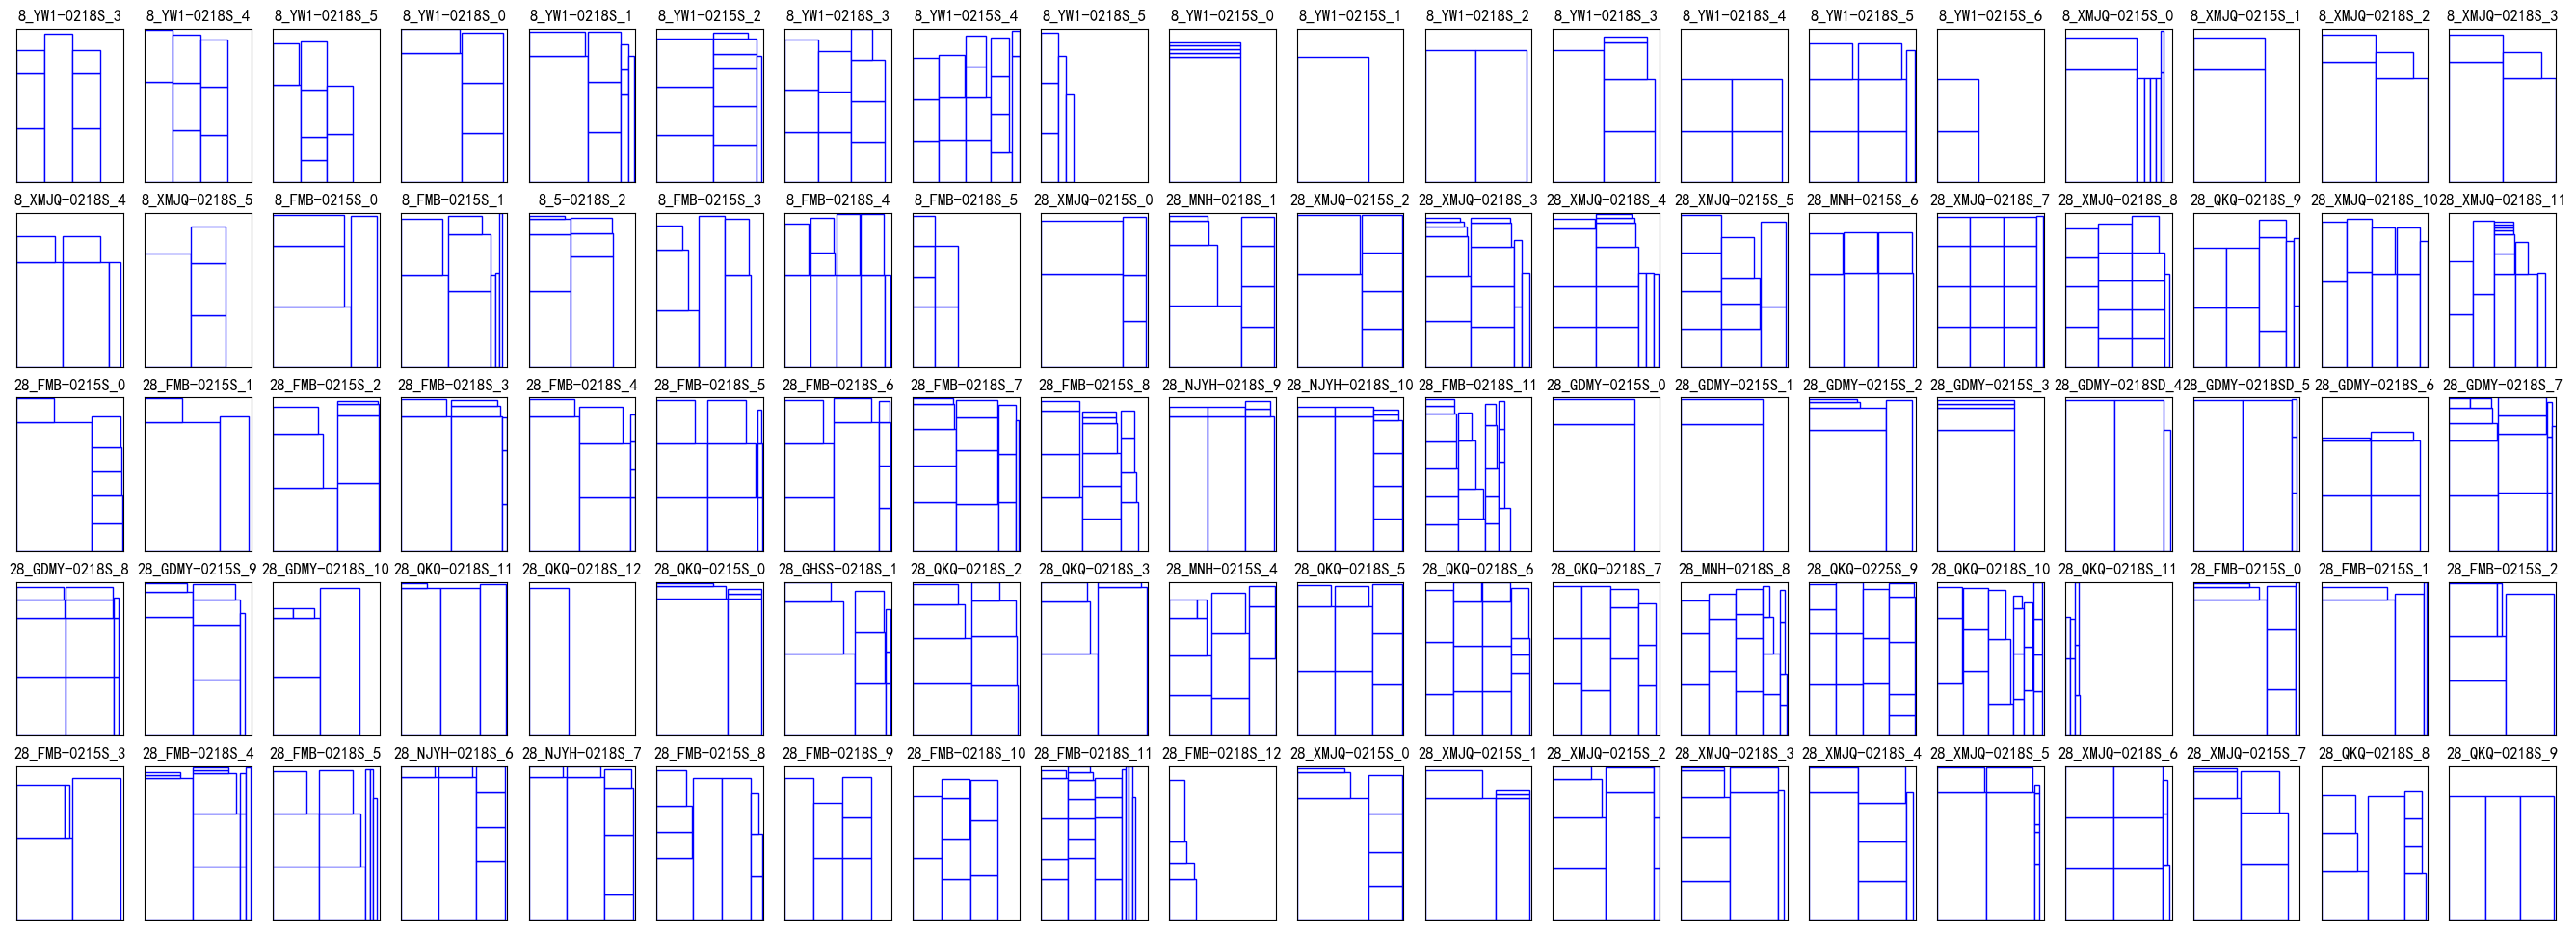 8_YW1-0218S_3 8_YW1-0218S_4 8_YW1-0218S_5 8_YW1-0218S_0 8_YW1-0218S_1 8_YW1-0215S_2 8_YW1-0218S_3 8_YW1-0215S_4 8_YW1-0218S_5 8_YW1-0215S_0 8_YW1-0215S_1 8_YW1-0218S_2 8_YW1-0218S_3 8_YW1-0218S_4 8_YW1-0218S_5 8_YW1-0215S_6 8_XMJQ-0215S_0 8_XMJQ-0215S_1 8_XMJQ-0218S_2 8_XMJQ-0218S_3
8_XMJQ-0218S_4 8_XMJQ-0218S_5 8_FMB-0215S_0 8_FMB-0215S_1 8_5-0218S_2 8_FMB-0215S_3 8_FMB-0218S_4 8_FMB-0218S_5 28_XMJQ-0215S_0 28_MNH-0218S_1 28_XMJQ-0215S_2 28_XMJQ-0218S_3 28_XMJQ-0218S_4 28_XMJQ-0215S_5 28_MNH-0215S_6 28_XMJQ-0218S_7 28_XMJQ-0218S_8 28_QKQ-0218S_9 28_XMJQ-0218S_10 28_XMJQ-0218S_11
28_FMB-0215S_0 28_FMB-0215S_1 28_FMB-0215S_2 28_FMB-0218S_3 28_FMB-0218S_4 28_FMB-0218S_5 28_FMB-0218S_6 28_FMB-0218S_7 28_FMB-0215S_8 28_NJYH-0218S_9 28_NJYH-0218S_10 28_FMB-0218S_11 28_GDMY-0215S_0 28_GDMY-0215S_1 28_GDMY-0215S_2 28_GDMY-0215S_3 28_GDMY-0218SD_4 28_GDMY-0218SD_5 28_GDMY-0218S_6 28_GDMY-0218S_7
28_GDMY-0218S_8 28_GDMY-0215S_9 28_GDMY-0218S_10 28_QKQ-0218S_11 28_QKQ-0218S_12 28_QKQ-0215S_0 28_GHSS-0218S_1 28_QKQ-0218S_2 28_QKQ-0218S_3 28_MNH-0215S_4 28_QKQ-0218S_5 28_QKQ-0218S_6 28_QKQ-0218S_7 28_MNH-0218S_8 28_QKQ-0225S_9 28_QKQ-0218S_10 28_QKQ-0218S_11 28_FMB-0215S_0 28_FMB-0215S_1 28_FMB-0215S_2
28_FMB-0215S_3 28_FMB-0218S_4 28_FMB-0218S_5 28_NJYH-0218S_6 28_NJYH-0218S_7 28_FMB-0215S_8 28_FMB-0218S_9 28_FMB-0218S_10 28_FMB-0218S_11 28_FMB-0218S_12 28_XMJQ-0215S_0 28_XMJQ-0215S_1 28_XMJQ-0215S_2 28_XMJQ-0218S_3 28_XMJQ-0218S_4 28_XMJQ-0218S_5 28_XMJQ-0218S_6 28_XMJQ-0215S_7 28_QKQ-0218S_8 28_QKQ-0218S_9